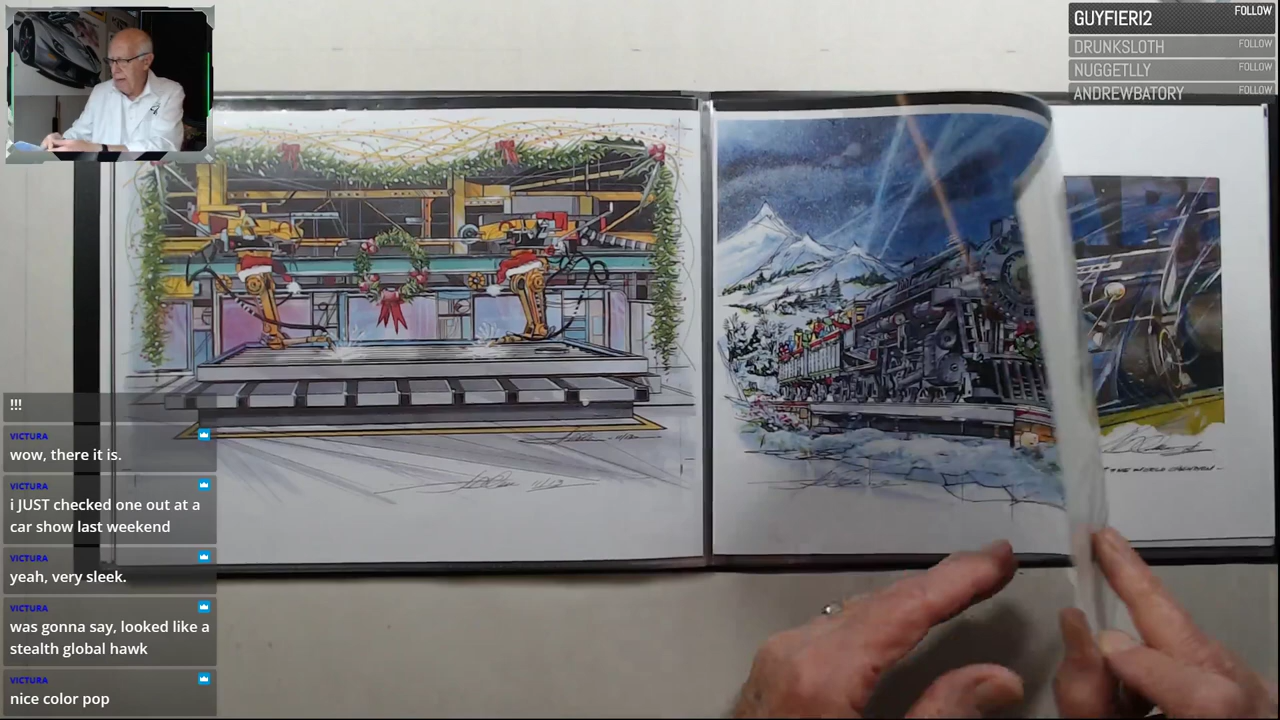 GUYFIERI2 FOLLOW
DRUNKSLOTH FOLLOW
NUGGETLLY FOLLOW
ANDREWBATORY FOLLOW
!!!
VICTURA
wow, there it is.
VICTURA
i JUST checked one out at a
car show last weekend
VICTURA
yeah, very sleek.
VICTURA
was gonna say, looked like a
stealth global hawk
VICTURA
nice color pop
THE WORLD